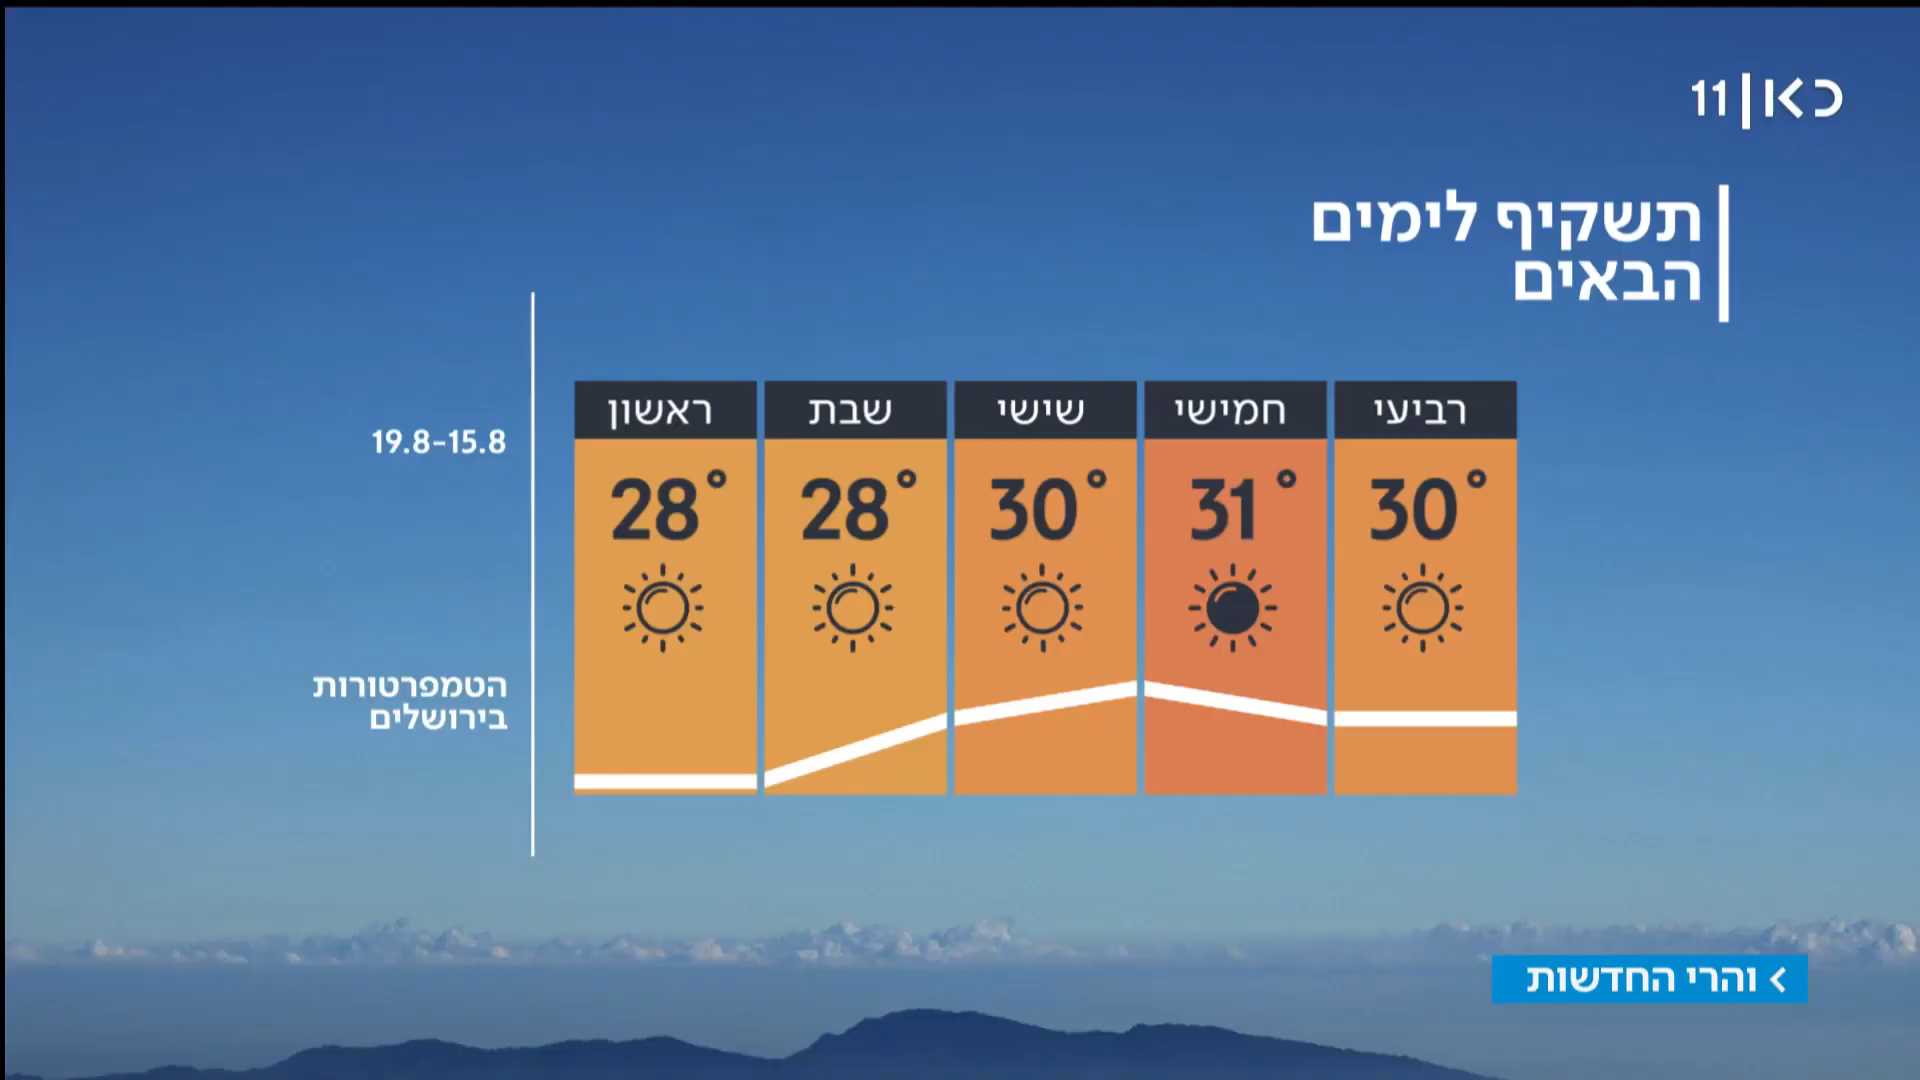 כאן|11
תשקיף לימים
הבאים
רביעי
חמישי
שישי
שבת
ראשון
30°
31°
30°
28°
28°
19.8-15.8
הטמפרטורות
בירושלים
והרי החדשות